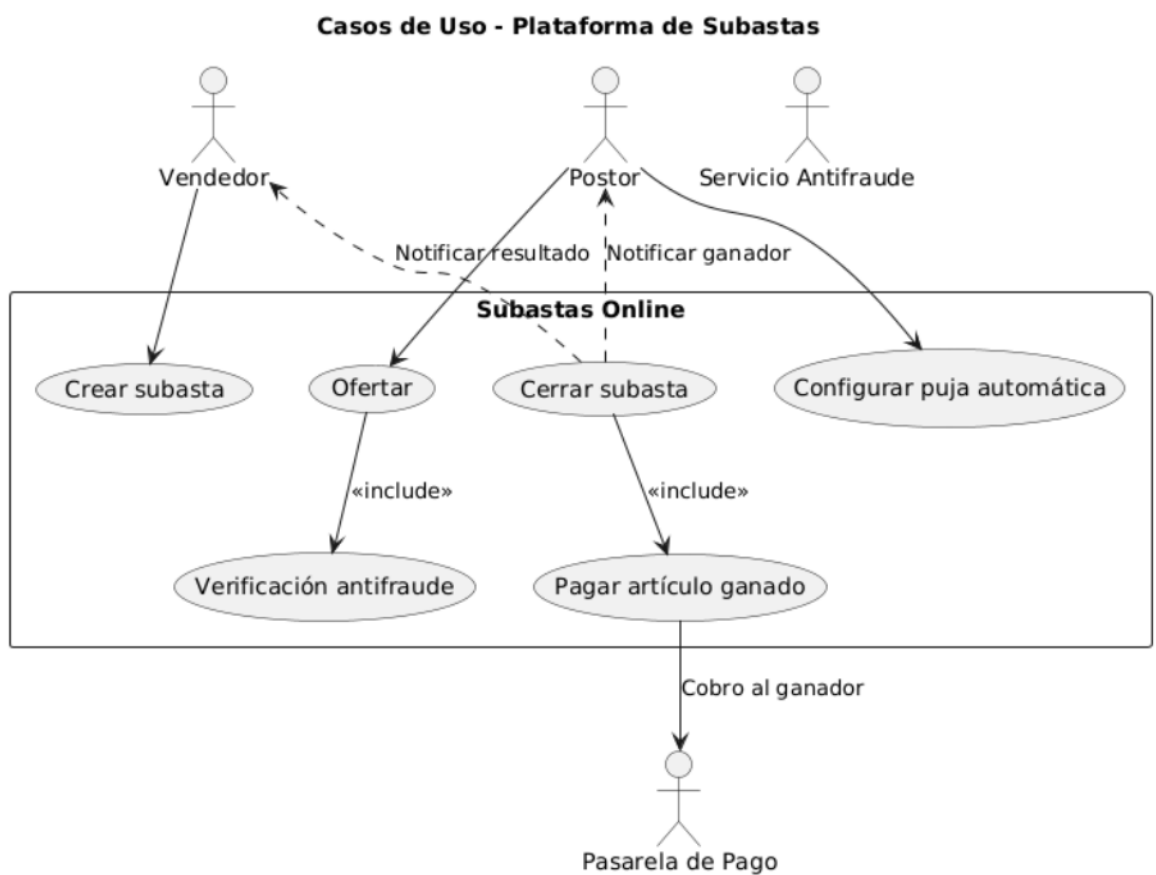 Casos de Uso - Plataforma de Subastas
Vendedor
Postor
Servicio Antifraude
Notificar resultado
Notificar ganador
Subastas Online
Crear subasta
Ofertar
Cerrar subasta
Configurar puja automática
«include»
«include»
Verificación antifraude
Pagar artículo ganado
Cobro al ganador
Pasarela de Pago